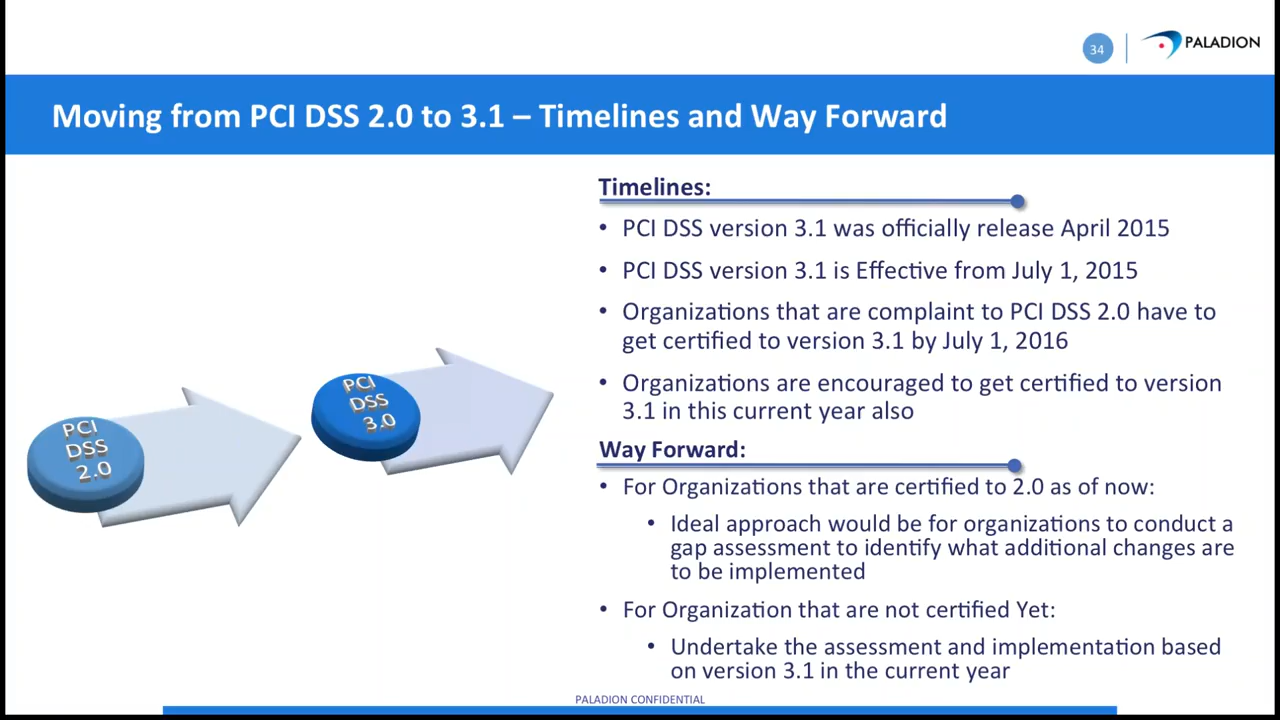 34
PALADION
Moving from PCI DSS 2.0 to 3.1 – Timelines and Way Forward
Timelines:
• PCI DSS version 3.1 was officially release April 2015
• PCI DSS version 3.1 is Effective from July 1, 2015
• Organizations that are complaint to PCI DSS 2.0 have to
get certified to version 3.1 by July 1, 2016
• Organizations are encouraged to get certified to version
3.1 in this current year also
Way Forward:
• For Organizations that are certified to 2.0 as of now:
• Ideal approach would be for organizations to conduct a
gap assessment to identify what additional changes are
to be implemented
• For Organization that are not certified Yet:
• Undertake the assessment and implementation based
on version 3.1 in the current year
PCI
DSS
2.0
PCI
DSS
3.0
PALADION CONFIDENTIAL